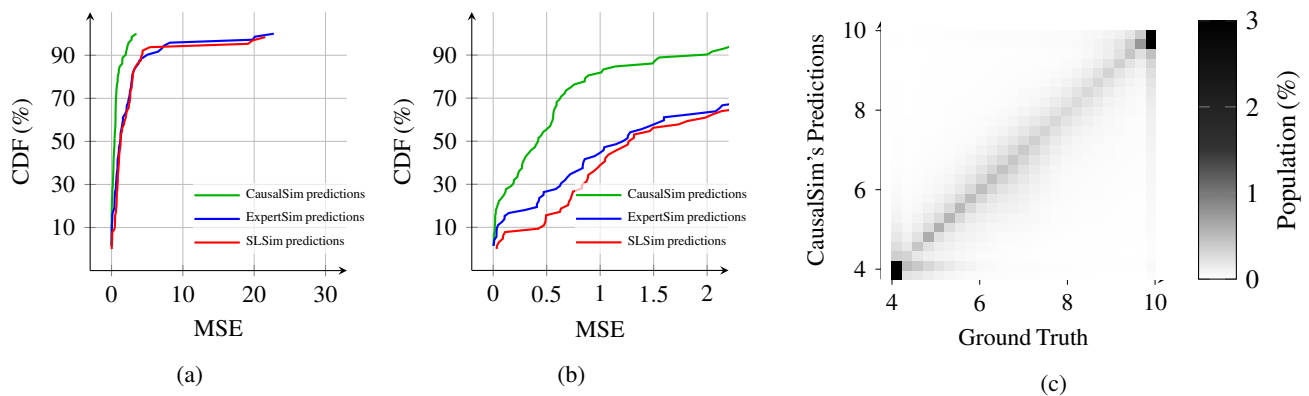 90
70
50
30
10
CDF (%)
0
10
20
30
MSE
CausalSim predictions
ExpertSim predictions
SLSim predictions
(a)
90
70
50
30
10
CDF (%)
0
0.5
1
1.5
2
MSE
CausalSim predictions
ExpertSim predictions
SLSim predictions
(b)
10
8
6
4
CausalSim's Predictions
4
6
8
10
Ground Truth
3
2
1
0
Population (%)
(c)